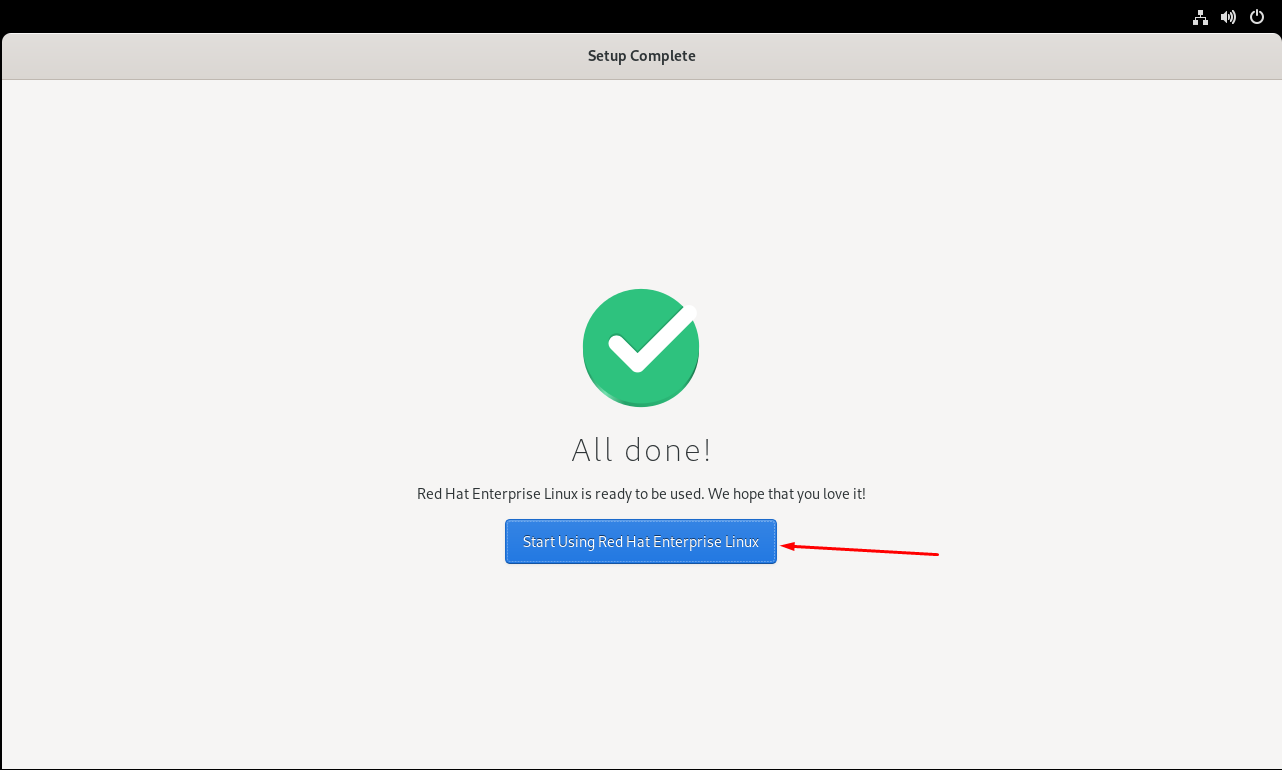 Setup Complete
All done!
Red Hat Enterprise Linux is ready to be used. We hope that you love it!
Start Using Red Hat Enterprise Linux